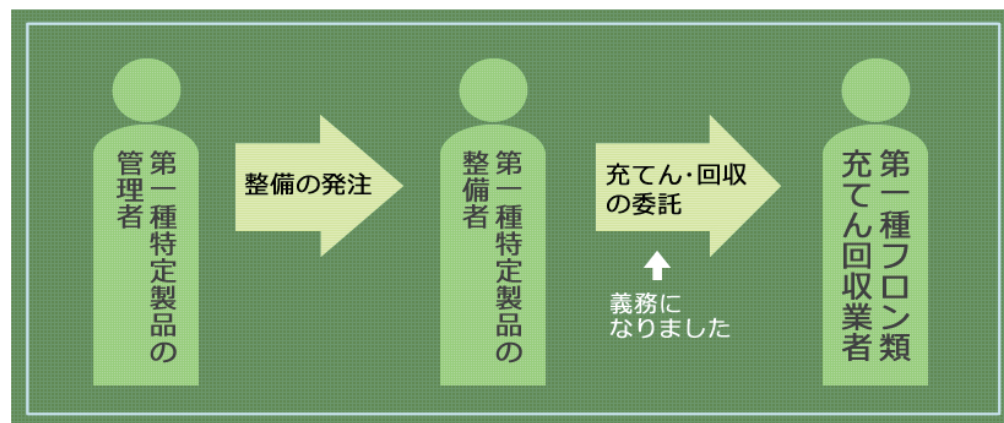 第一種特定製品の
管理者
整備の発注
第一種特定製品の
整備者
充てん・回収
の委託
義務に
なりました
第一種フロン類
充てん回収業者